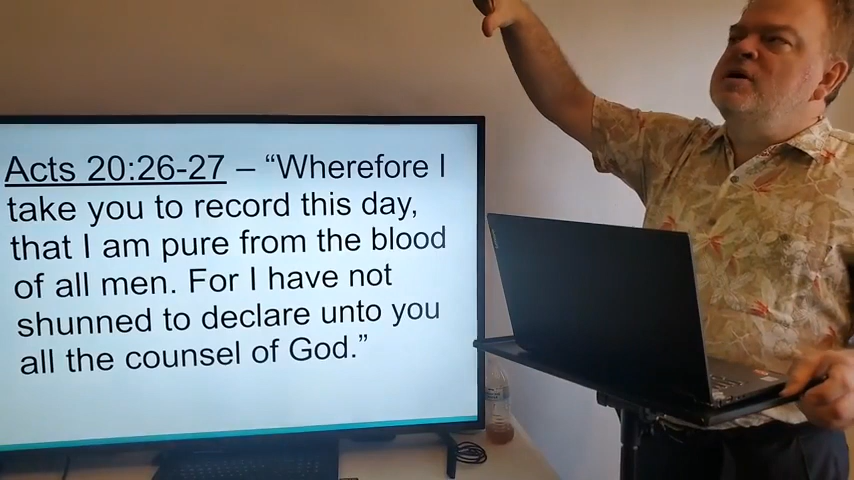 Acts 20:26-27 – “Wherefore I
take you to record this day,
that I am pure from the blood
of all men. For I have not
shunned to declare unto you
all the counsel of God.”